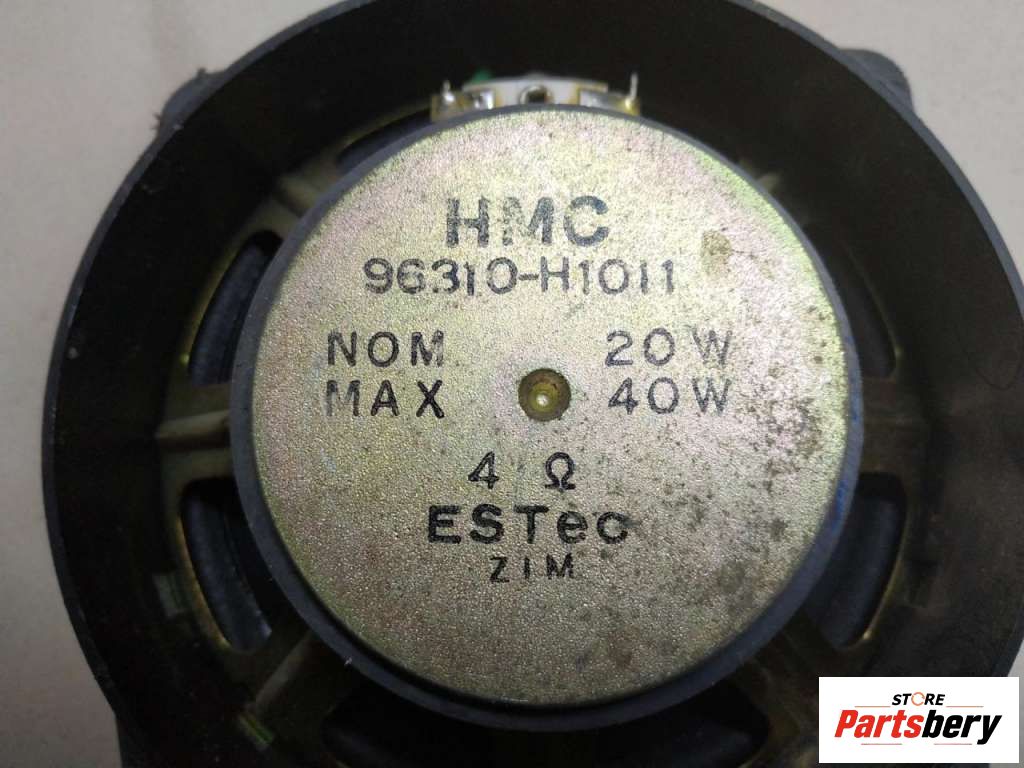 HMC
96310-H1011
NOM 20W
MAX 40W
4 Ω
ESTec
ZIM
STORE
Partsbery